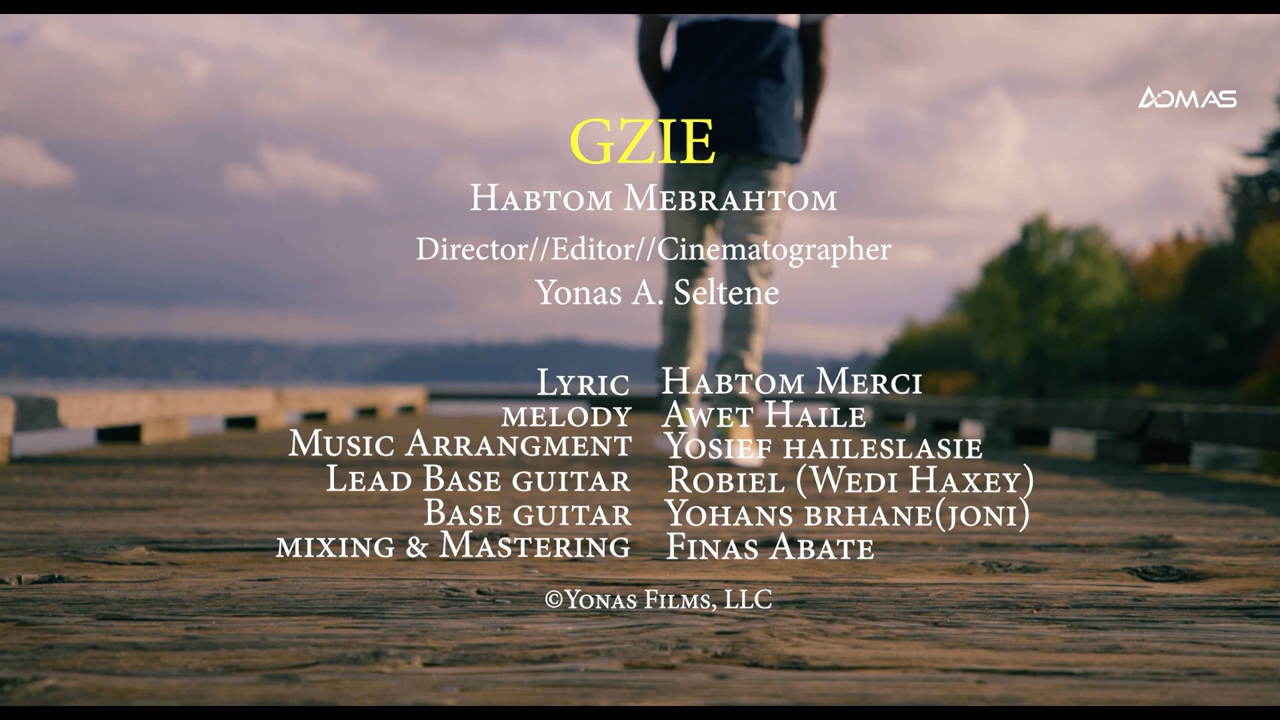 AOMAS
GZIE
Habtom Mebrahtom
Director//Editor//Cinematographer
Yonas A. Seltene
Lyric Habtom Merci
melody Awet Haile
Music Arrangment Yosief haileslasie
Lead Base guitar Robiel (Wedi Haxey)
Base guitar Yohans brhane(joni)
mixing & Mastering Finas Abate
©Yonas Films, LLC